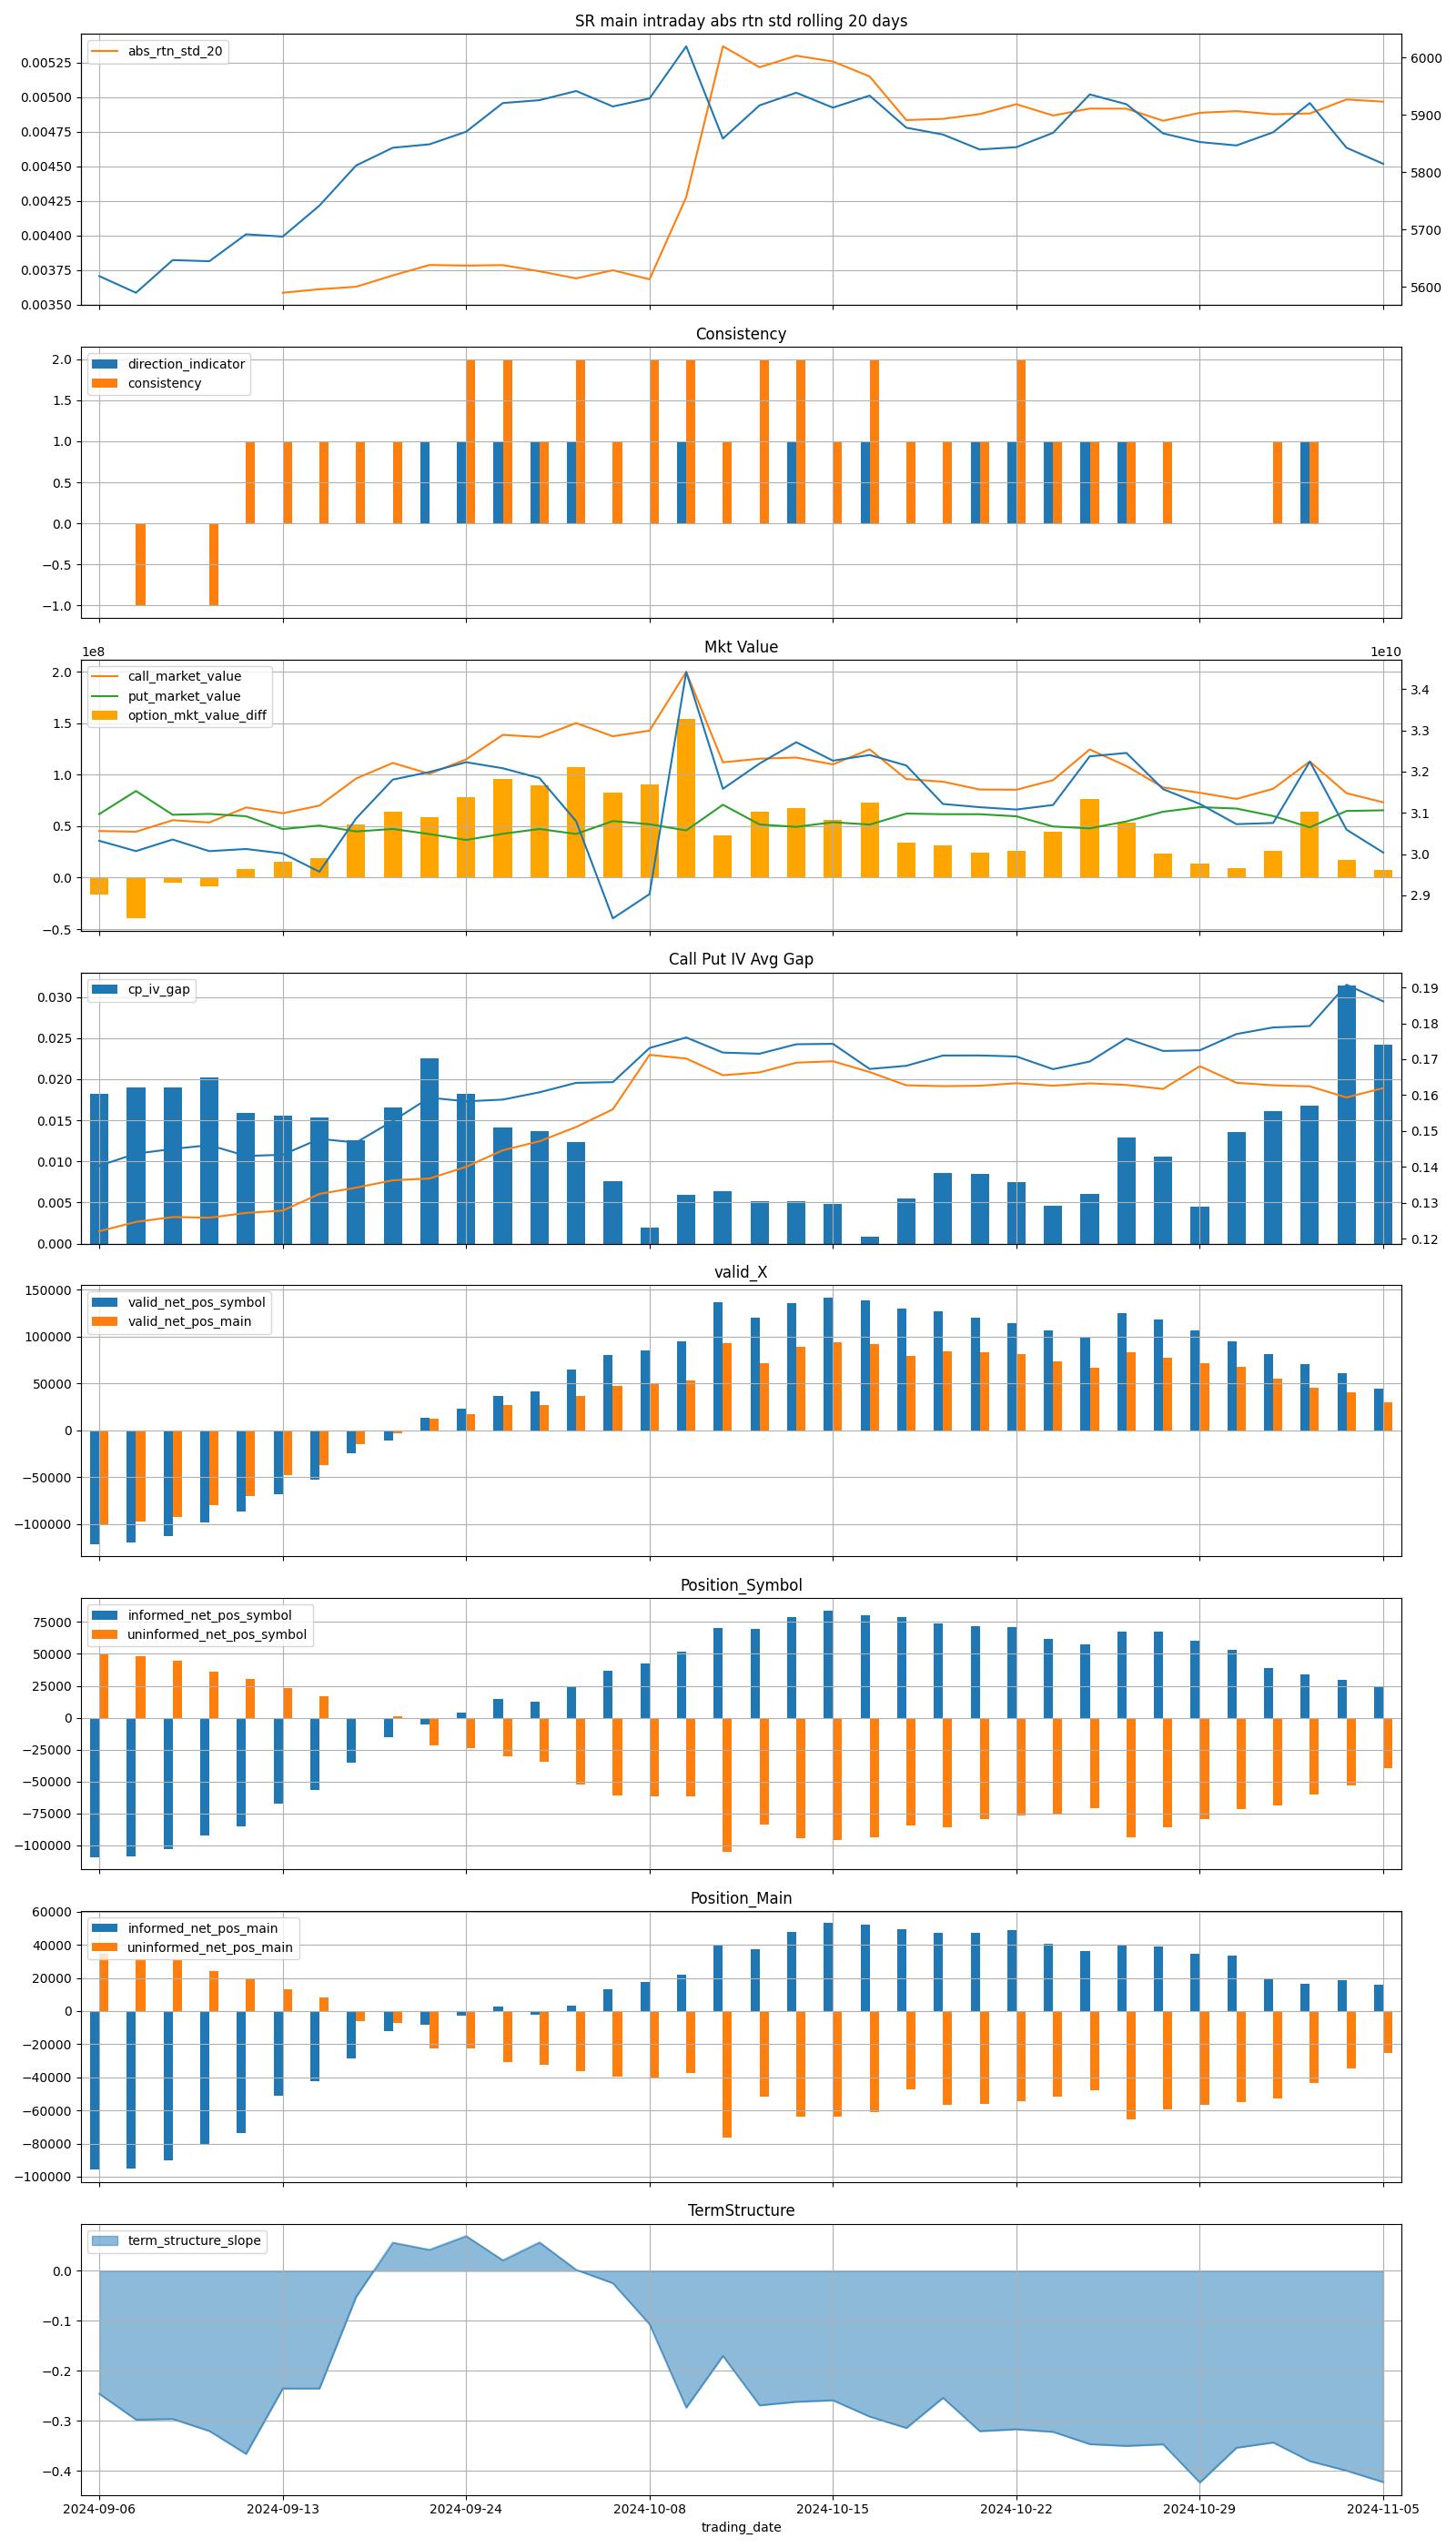 SR main intraday abs rtn std rolling 20 days
abs_rtn_std_20
0.00525
0.00500
0.00475
0.00450
0.00425
0.00400
0.00375
0.00350
6000
5900
5800
5700
5600
Consistency
direction_indicator
consistency
2.0
1.5
1.0
0.5
0.0
−0.5
−1.0
Mkt Value
1e8
1e10
call_market_value
put_market_value
option_mkt_value_diff
2.0
1.5
1.0
0.5
0.0
−0.5
3.4
3.3
3.2
3.1
3.0
2.9
Call Put IV Avg Gap
cp_iv_gap
0.030
0.025
0.020
0.015
0.010
0.005
0.000
0.19
0.18
0.17
0.16
0.15
0.14
0.13
0.12
valid_X
valid_net_pos_symbol
valid_net_pos_main
150000
100000
50000
0
−50000
−100000
Position_Symbol
informed_net_pos_symbol
uninformed_net_pos_symbol
75000
50000
25000
0
−25000
−50000
−75000
−100000
Position_Main
informed_net_pos_main
uninformed_net_pos_main
60000
40000
20000
0
−20000
−40000
−60000
−80000
−100000
TermStructure
term_structure_slope
0.0
−0.1
−0.2
−0.3
−0.4
2024-09-06 2024-09-13 2024-09-24 2024-10-08 2024-10-15 2024-10-22 2024-10-29 2024-11-05
trading_date